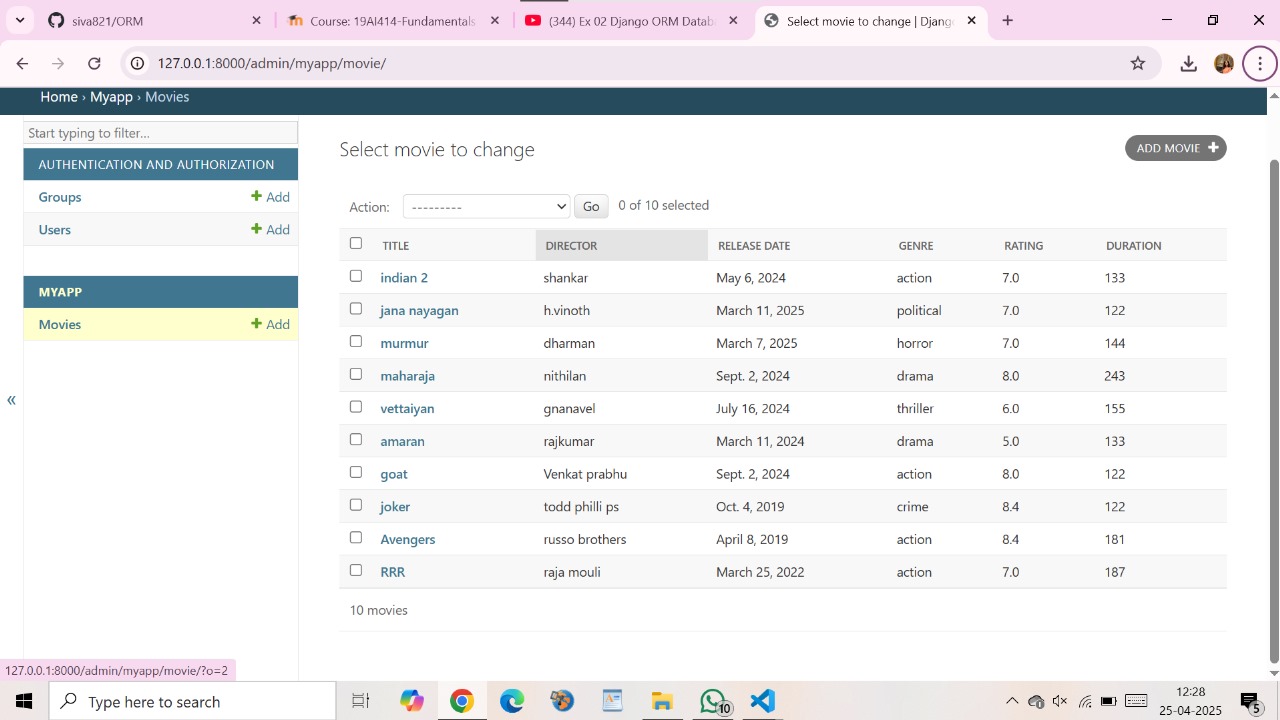 siva821/ORM
Course: 19AI414-Fundamentals
(344) Ex 02 Django ORM Datab
Select movie to change | Djang
127.0.0.1:8000/admin/myapp/movie/
Home › Myapp › Movies
Start typing to filter...
AUTHENTICATION AND AUTHORIZATION
Groups + Add
Users + Add
MYAPP
Movies + Add
«
Select movie to change
ADD MOVIE +
Action: --------- Go 0 of 10 selected
TITLE DIRECTOR RELEASE DATE GENRE RATING DURATION
indian 2 shankar May 6, 2024 action 7.0 133
jana nayagan h.vinoth March 11, 2025 political 7.0 122
murmur dharman March 7, 2025 horror 7.0 144
maharaja nithilan Sept. 2, 2024 drama 8.0 243
vettaiyan gnanavel July 16, 2024 thriller 6.0 155
amaran rajkumar March 11, 2024 drama 5.0 133
goat Venkat prabhu Sept. 2, 2024 action 8.0 122
joker todd philli ps Oct. 4, 2019 crime 8.4 122
Avengers russo brothers April 8, 2019 action 8.4 181
RRR raja mouli March 25, 2022 action 7.0 187
10 movies
127.0.0.1:8000/admin/myapp/movie/?o=2
Type here to search
10
12:28
25-04-2025
5